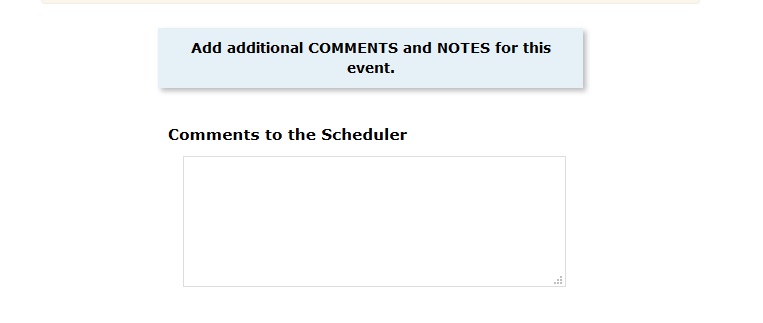 Add additional COMMENTS and NOTES for this
event.
Comments to the Scheduler